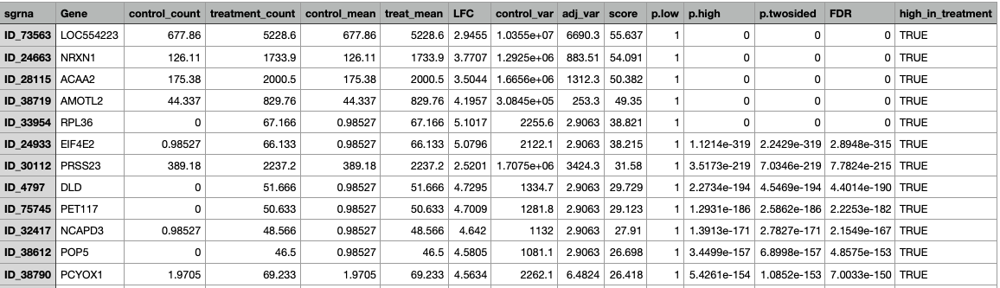 sgrna Gene control_count treatment_count control_mean treat_mean LFC control_var adj_var score p.low p.high p.twosided FDR high_in_treatment
ID_73563 LOC554223 677.86 5228.6 677.86 5228.6 2.9455 1.0355e+07 6690.3 55.637 1 0 0 0 TRUE
ID_24663 NRXN1 126.11 1733.9 126.11 1733.9 3.7707 1.2925e+06 883.51 54.091 1 0 0 0 TRUE
ID_28115 ACAA2 175.38 2000.5 175.38 2000.5 3.5044 1.6656e+06 1312.3 50.382 1 0 0 0 TRUE
ID_38719 AMOTL2 44.337 829.76 44.337 829.76 4.1957 3.0845e+05 253.3 49.35 1 0 0 0 TRUE
ID_33954 RPL36 0 67.166 0.98527 67.166 5.1017 2255.6 2.9063 38.821 1 0 0 0 TRUE
ID_24933 EIF4E2 0.98527 66.133 0.98527 66.133 5.0796 2122.1 2.9063 38.215 1 1.1214e-319 2.2429e-319 2.8948e-315 TRUE
ID_30112 PRSS23 389.18 2237.2 389.18 2237.2 2.5201 1.7075e+06 3424.3 31.58 1 3.5173e-219 7.0346e-219 7.7824e-215 TRUE
ID_4797 DLD 0 51.666 0.98527 51.666 4.7295 1334.7 2.9063 29.729 1 2.2734e-194 4.5469e-194 4.4014e-190 TRUE
ID_75745 PET117 0 50.633 0.98527 50.633 4.7009 1281.8 2.9063 29.123 1 1.2931e-186 2.5862e-186 2.2253e-182 TRUE
ID_32417 NCAPD3 0.98527 48.566 0.98527 48.566 4.642 1132 2.9063 27.91 1 1.3913e-171 2.7827e-171 2.1549e-167 TRUE
ID_38612 POP5 0 46.5 0.98527 46.5 4.5805 1081.1 2.9063 26.698 1 3.4499e-157 6.8998e-157 4.8575e-153 TRUE
ID_38790 PCYOX1 1.9705 69.233 1.9705 69.233 4.5634 2262.1 6.4824 26.418 1 5.4261e-154 1.0852e-153 7.0033e-150 TRUE